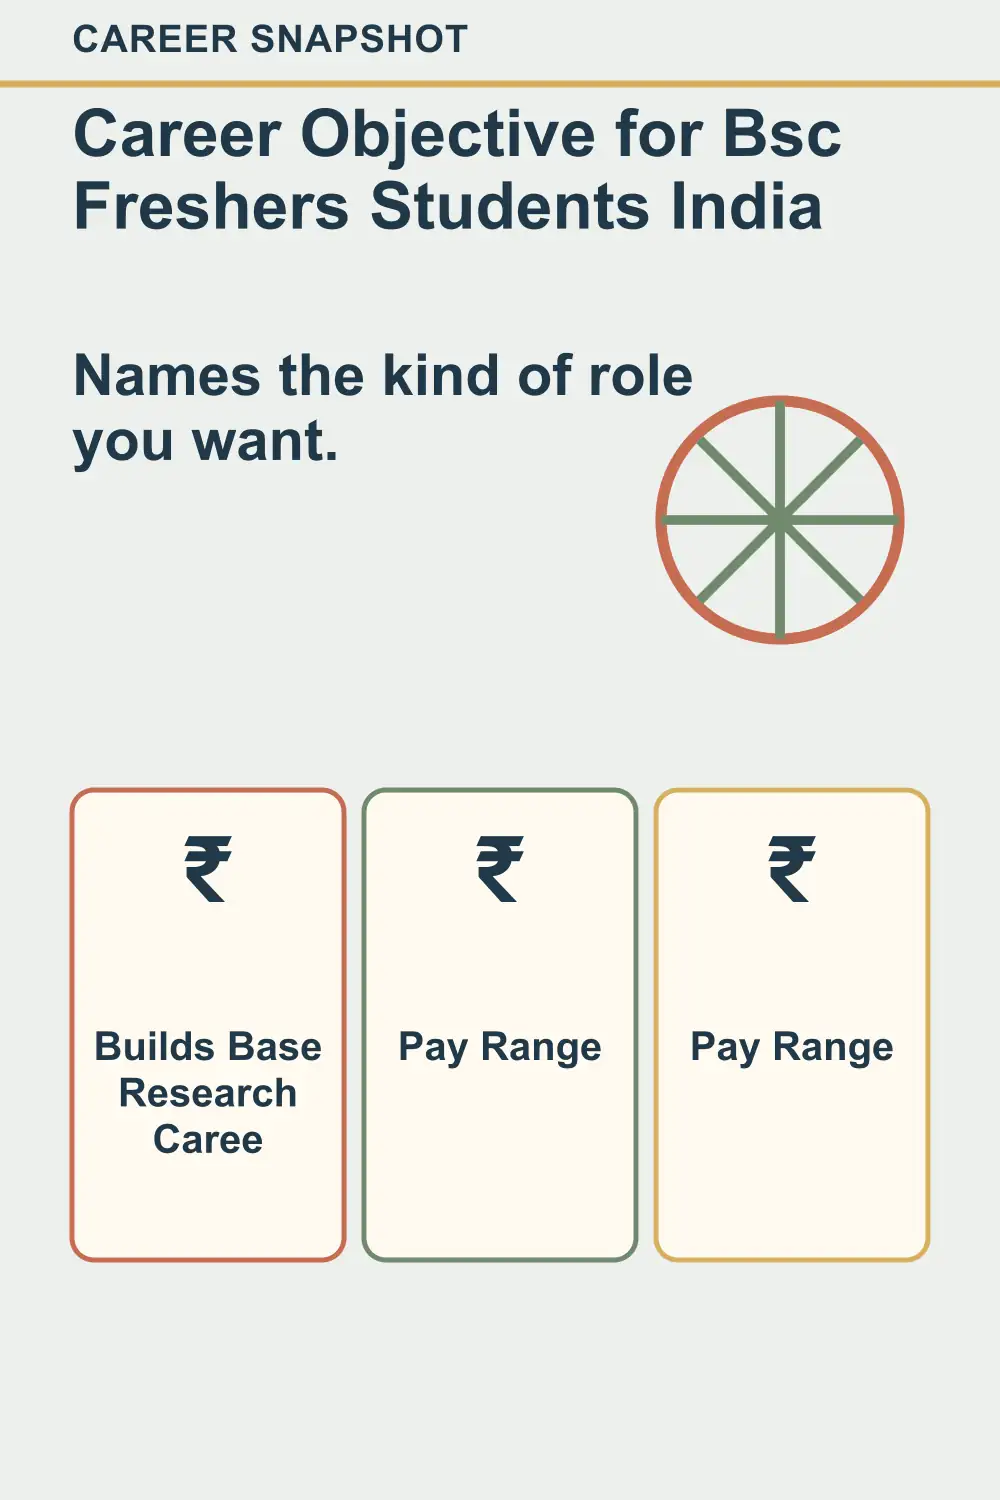 CAREER SNAPSHOT
Career Objective for Bsc
Freshers Students India
Names the kind of role
you want.
₹
₹
₹
Builds Base
Research
Caree
Pay Range
Pay Range